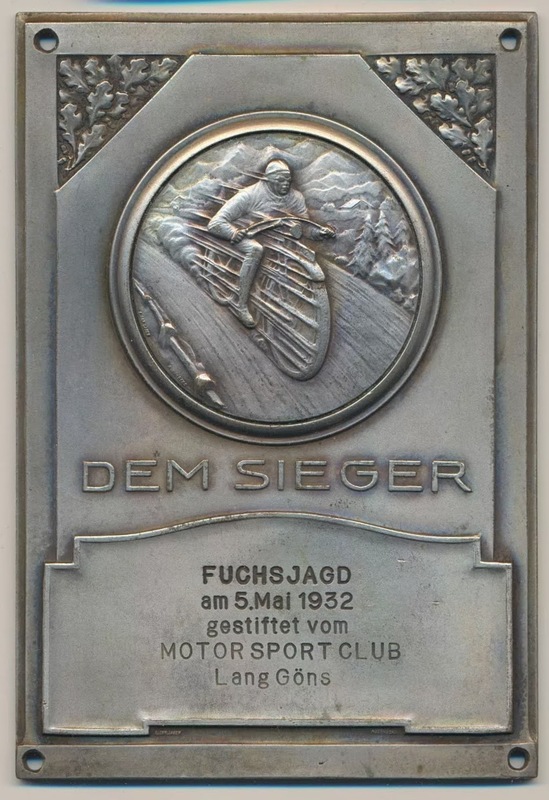 DEM SIEGER
FUCHSJAGD
am 5.Mai 1932
gestiftet vom
MOTOR SPORT CLUB
Lang Göns